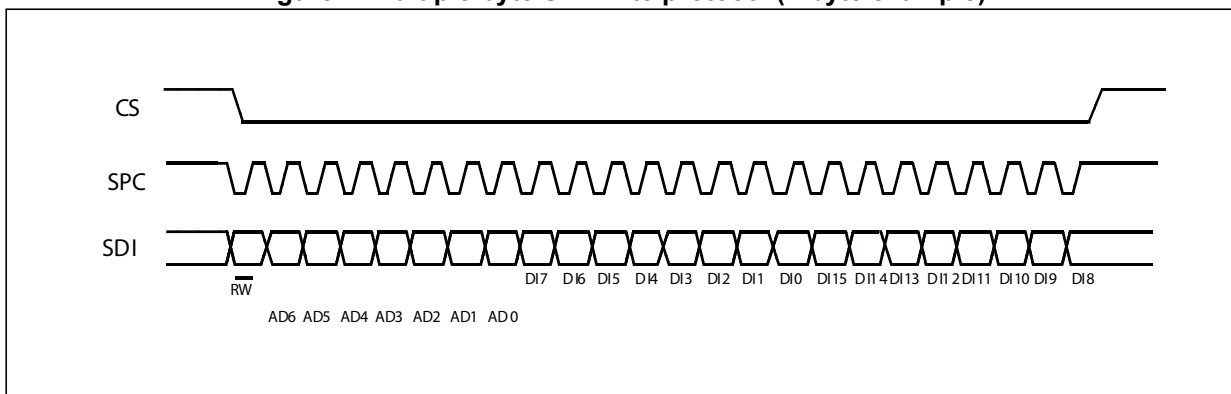 CS
SPC
SDI
RW
DI7 DI6 DI5 DI4 DI3 DI2 DI1 DI0 DI15 DI14 DI13 DI12 DI11 DI10 DI9 DI8
AD6 AD5 AD4 AD3 AD2 AD1 AD0